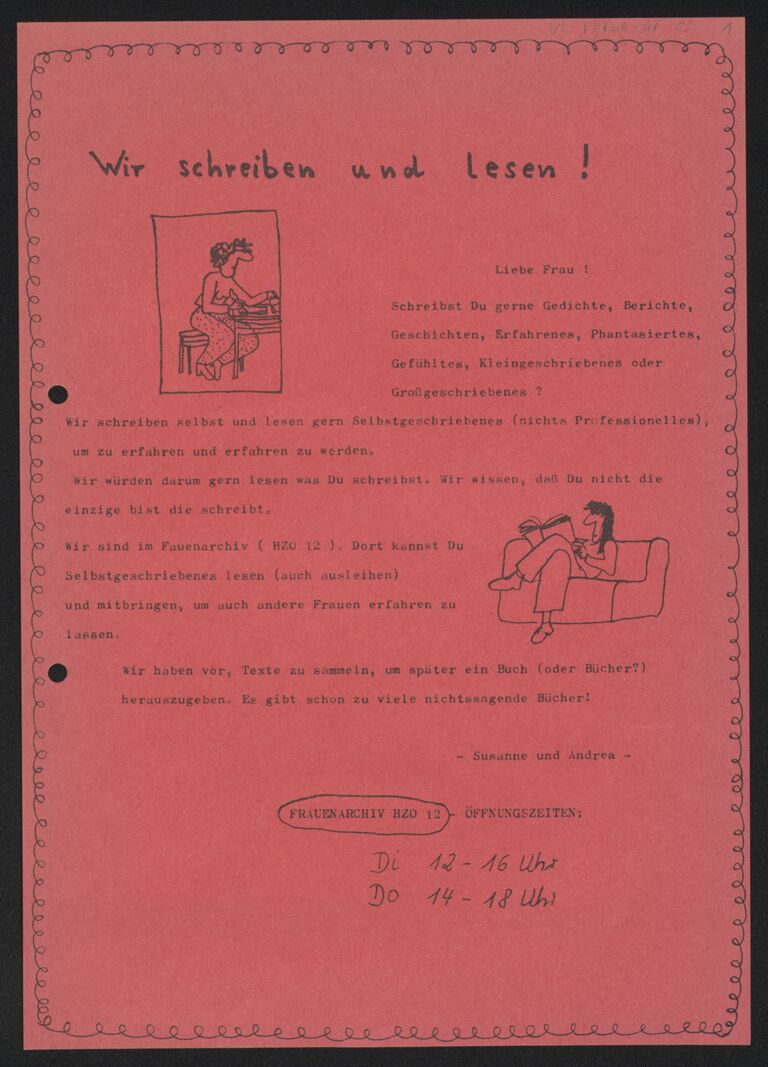 Wir schreiben und lesen !
Liebe Frau !
Schreibst Du gerne Gedichte, Berichte,
Geschichten, Erfahrenes, Phantasiertes,
Gefühltes, Kleingeschriebenes oder
Großgeschriebenes ?
Wir schreiben selbst und lesen gern Selbstgeschriebenes (nichts Professionelles),
um zu erfahren und erfahren zu werden.
Wir würden darum gern lesen was Du schreibst. Wir wissen, daß Du nicht die
einzige bist die schreibt.
Wir sind im Fauenarchiv ( HZO 12 ). Dort kannst Du
Selbstgeschriebenes lesen (auch ausleihen)
und mitbringen, um auch andere Frauen erfahren zu
lassen.
Wir haben vor, Texte zu sammeln, um später ein Buch (oder Bücher?)
herauszugeben. Es gibt schon zu viele nichtssagende Bücher!
- Susanne und Andrea -
FRAUENARCHIV HZO 12 - ÖFFNUNGSZEITEN:
Di 12 - 16 Uhr
Do 14 - 18 Uhr